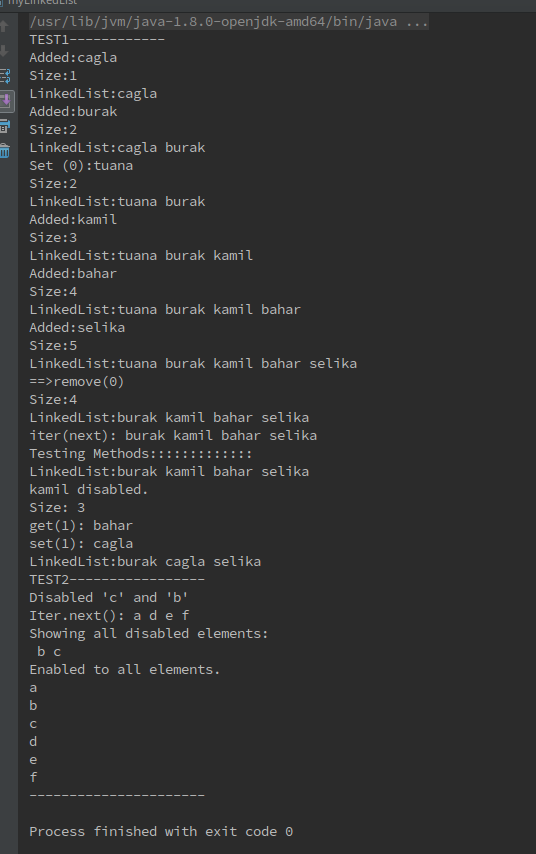 myLinkedList
/usr/lib/jvm/java-1.8.0-openjdk-amd64/bin/java ...
TEST1------------
Added:cagla
Size:1
LinkedList:cagla
Added:burak
Size:2
LinkedList:cagla burak
Set (0):tuana
Size:2
LinkedList:tuana burak
Added:kamil
Size:3
LinkedList:tuana burak kamil
Added:bahar
Size:4
LinkedList:tuana burak kamil bahar
Added:selika
Size:5
LinkedList:tuana burak kamil bahar selika
==>remove(0)
Size:4
LinkedList:burak kamil bahar selika
iter(next): burak kamil bahar selika
Testing Methods:::::::::::::
LinkedList:burak kamil bahar selika
kamil disabled.
Size: 3
get(1): bahar
set(1): cagla
LinkedList:burak cagla selika
TEST2-----------------
Disabled 'c' and 'b'
Iter.next(): a d e f
Showing all disabled elements:
 b c
Enabled to all elements.
a
b
c
d
e
f
----------------------
Process finished with exit code 0